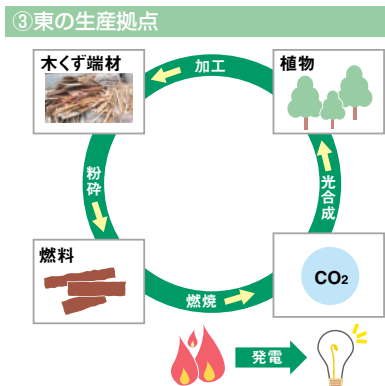 ③東の生産拠点
木くず端材
加工
植物
粉砕
光合成
燃料
燃焼
CO2
発電